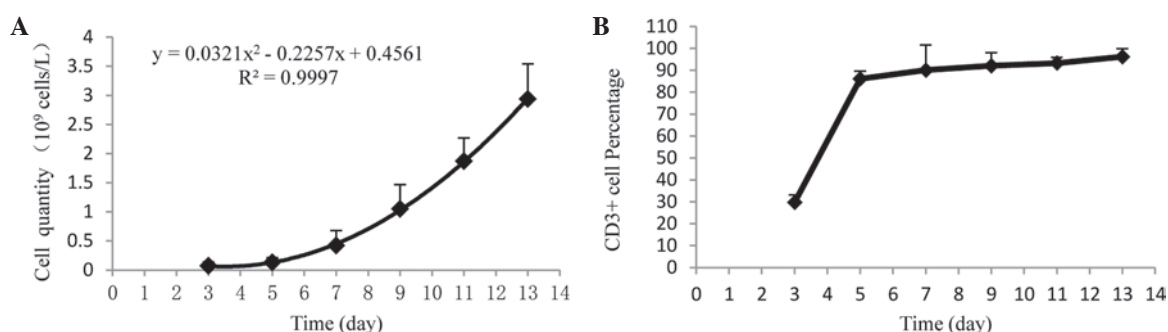 A
y = 0.0321x² - 0.2257x + 0.4561
R² = 0.9997
4
3.5
3
2.5
2
1.5
1
0.5
0
Cell quantity（10⁹ cells/L）
0 1 2 3 4 5 6 7 8 9 10 11 12 13 14
Time (day)
B
110
100
90
80
70
60
50
40
30
20
10
0
CD3+ cell Percentage
0 1 2 3 4 5 6 7 8 9 10 11 12 13 14
Time (day)